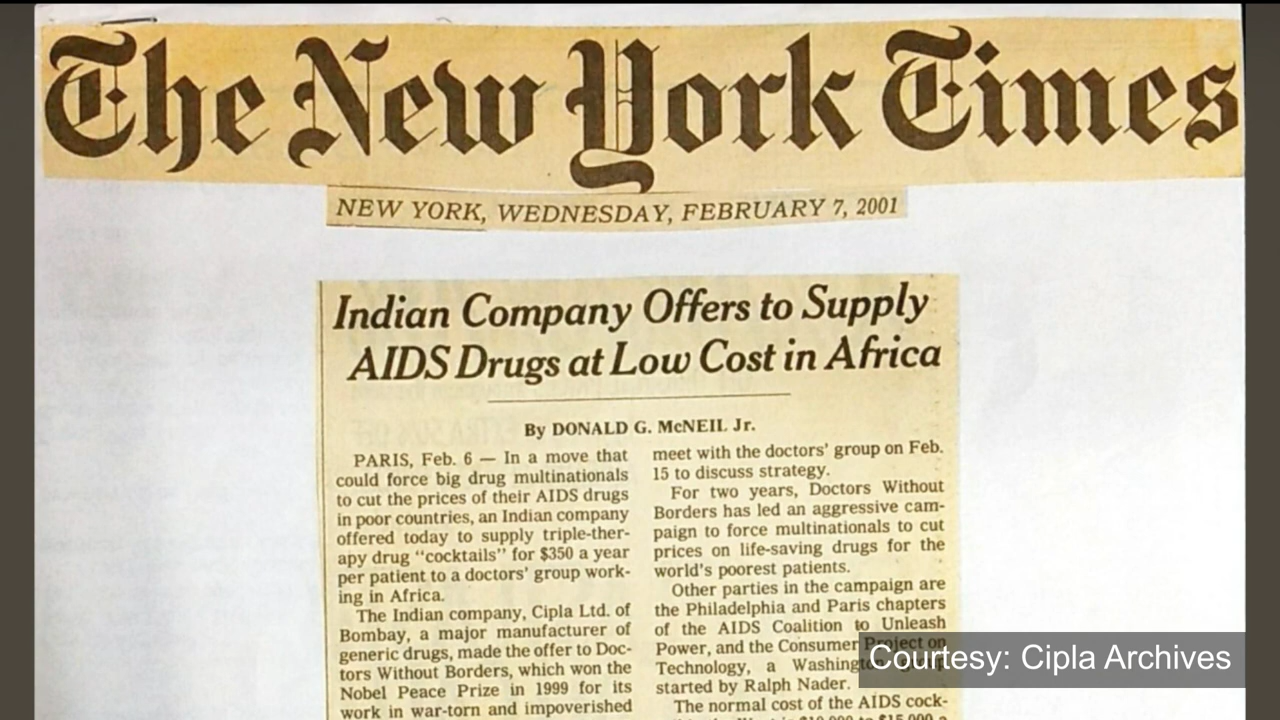 The New York Times
NEW YORK, WEDNESDAY, FEBRUARY 7, 2001
Indian Company Offers to Supply
AIDS Drugs at Low Cost in Africa
By DONALD G. McNEIL Jr.
PARIS, Feb. 6 — In a move that
could force big drug multinationals
to cut the prices of their AIDS drugs
in poor countries, an Indian company
offered today to supply triple-ther-
apy drug “cocktails” for $350 a year
per patient to a doctors' group work-
ing in Africa.
The Indian company, Cipla Ltd. of
Bombay, a major manufacturer of
generic drugs, made the offer to Doc-
tors Without Borders, which won the
Nobel Peace Prize in 1999 for its
work in war-torn and impoverished
meet with the doctors' group on Feb.
15 to discuss strategy.
For two years, Doctors Without
Borders has led an aggressive cam-
paign to force multinationals to cut
prices on life-saving drugs for the
world's poorest patients.
Other parties in the campaign are
the Philadelphia and Paris chapters
of the AIDS Coalition to Unleash
Power, and the Consumer Project on
Technology, a Washington group
started by Ralph Nader.
The normal cost of the AIDS cock-
$10,000 to $15,000 a
Courtesy: Cipla Archives